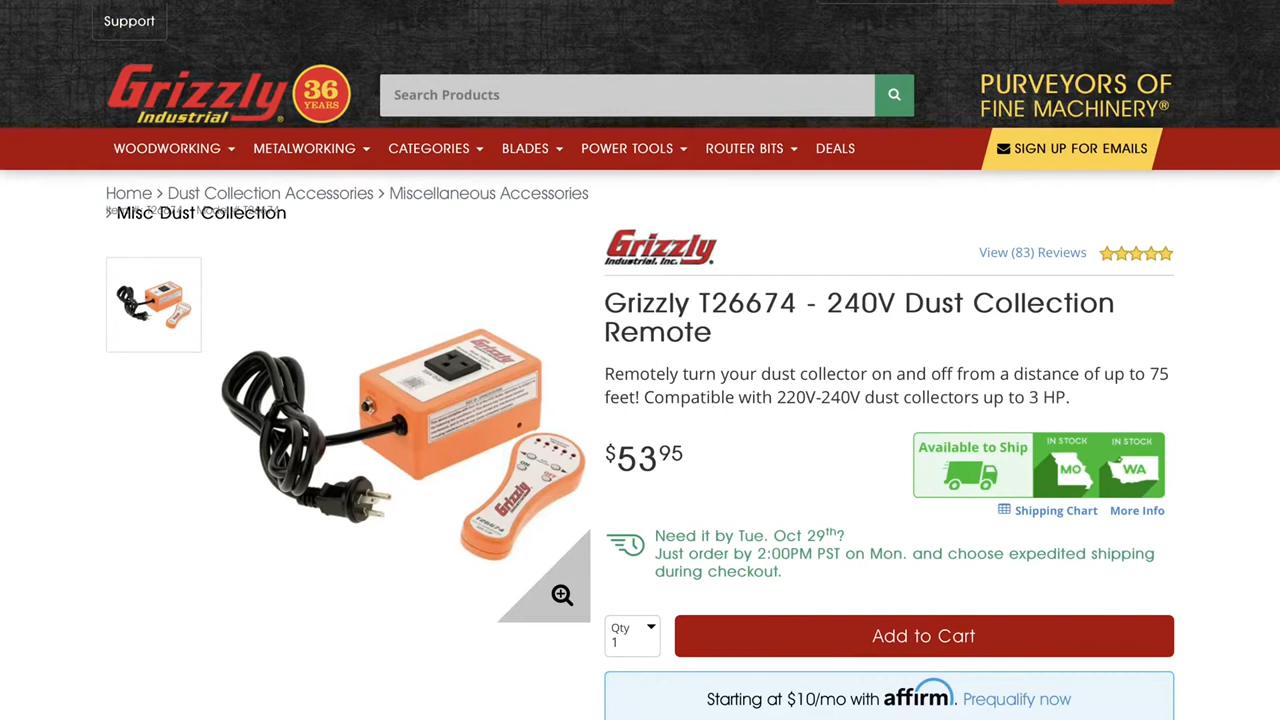 Support
Grizzly
Industrial
36
YEARS
Search Products
PURVEYORS OF
FINE MACHINERY®
WOODWORKING METALWORKING CATEGORIES BLADES POWER TOOLS ROUTER BITS DEALS
SIGN UP FOR EMAILS
Home > Dust Collection Accessories > Miscellaneous Accessories
> Misc Dust Collection
Grizzly
Industrial, Inc.
View (83) Reviews
Grizzly T26674 - 240V Dust Collection
Remote
Remotely turn your dust collector on and off from a distance of up to 75
feet! Compatible with 220V-240V dust collectors up to 3 HP.
$53 95
Available to Ship
IN STOCK
MO
IN STOCK
WA
Shipping Chart More Info
Need it by Tue. Oct 29th?
Just order by 2:00PM PST on Mon. and choose expedited shipping
during checkout.
Qty
1
Add to Cart
Starting at $10/mo with affirm. Prequalify now
Grizzly
ON
OFF
Grizzly
T26674